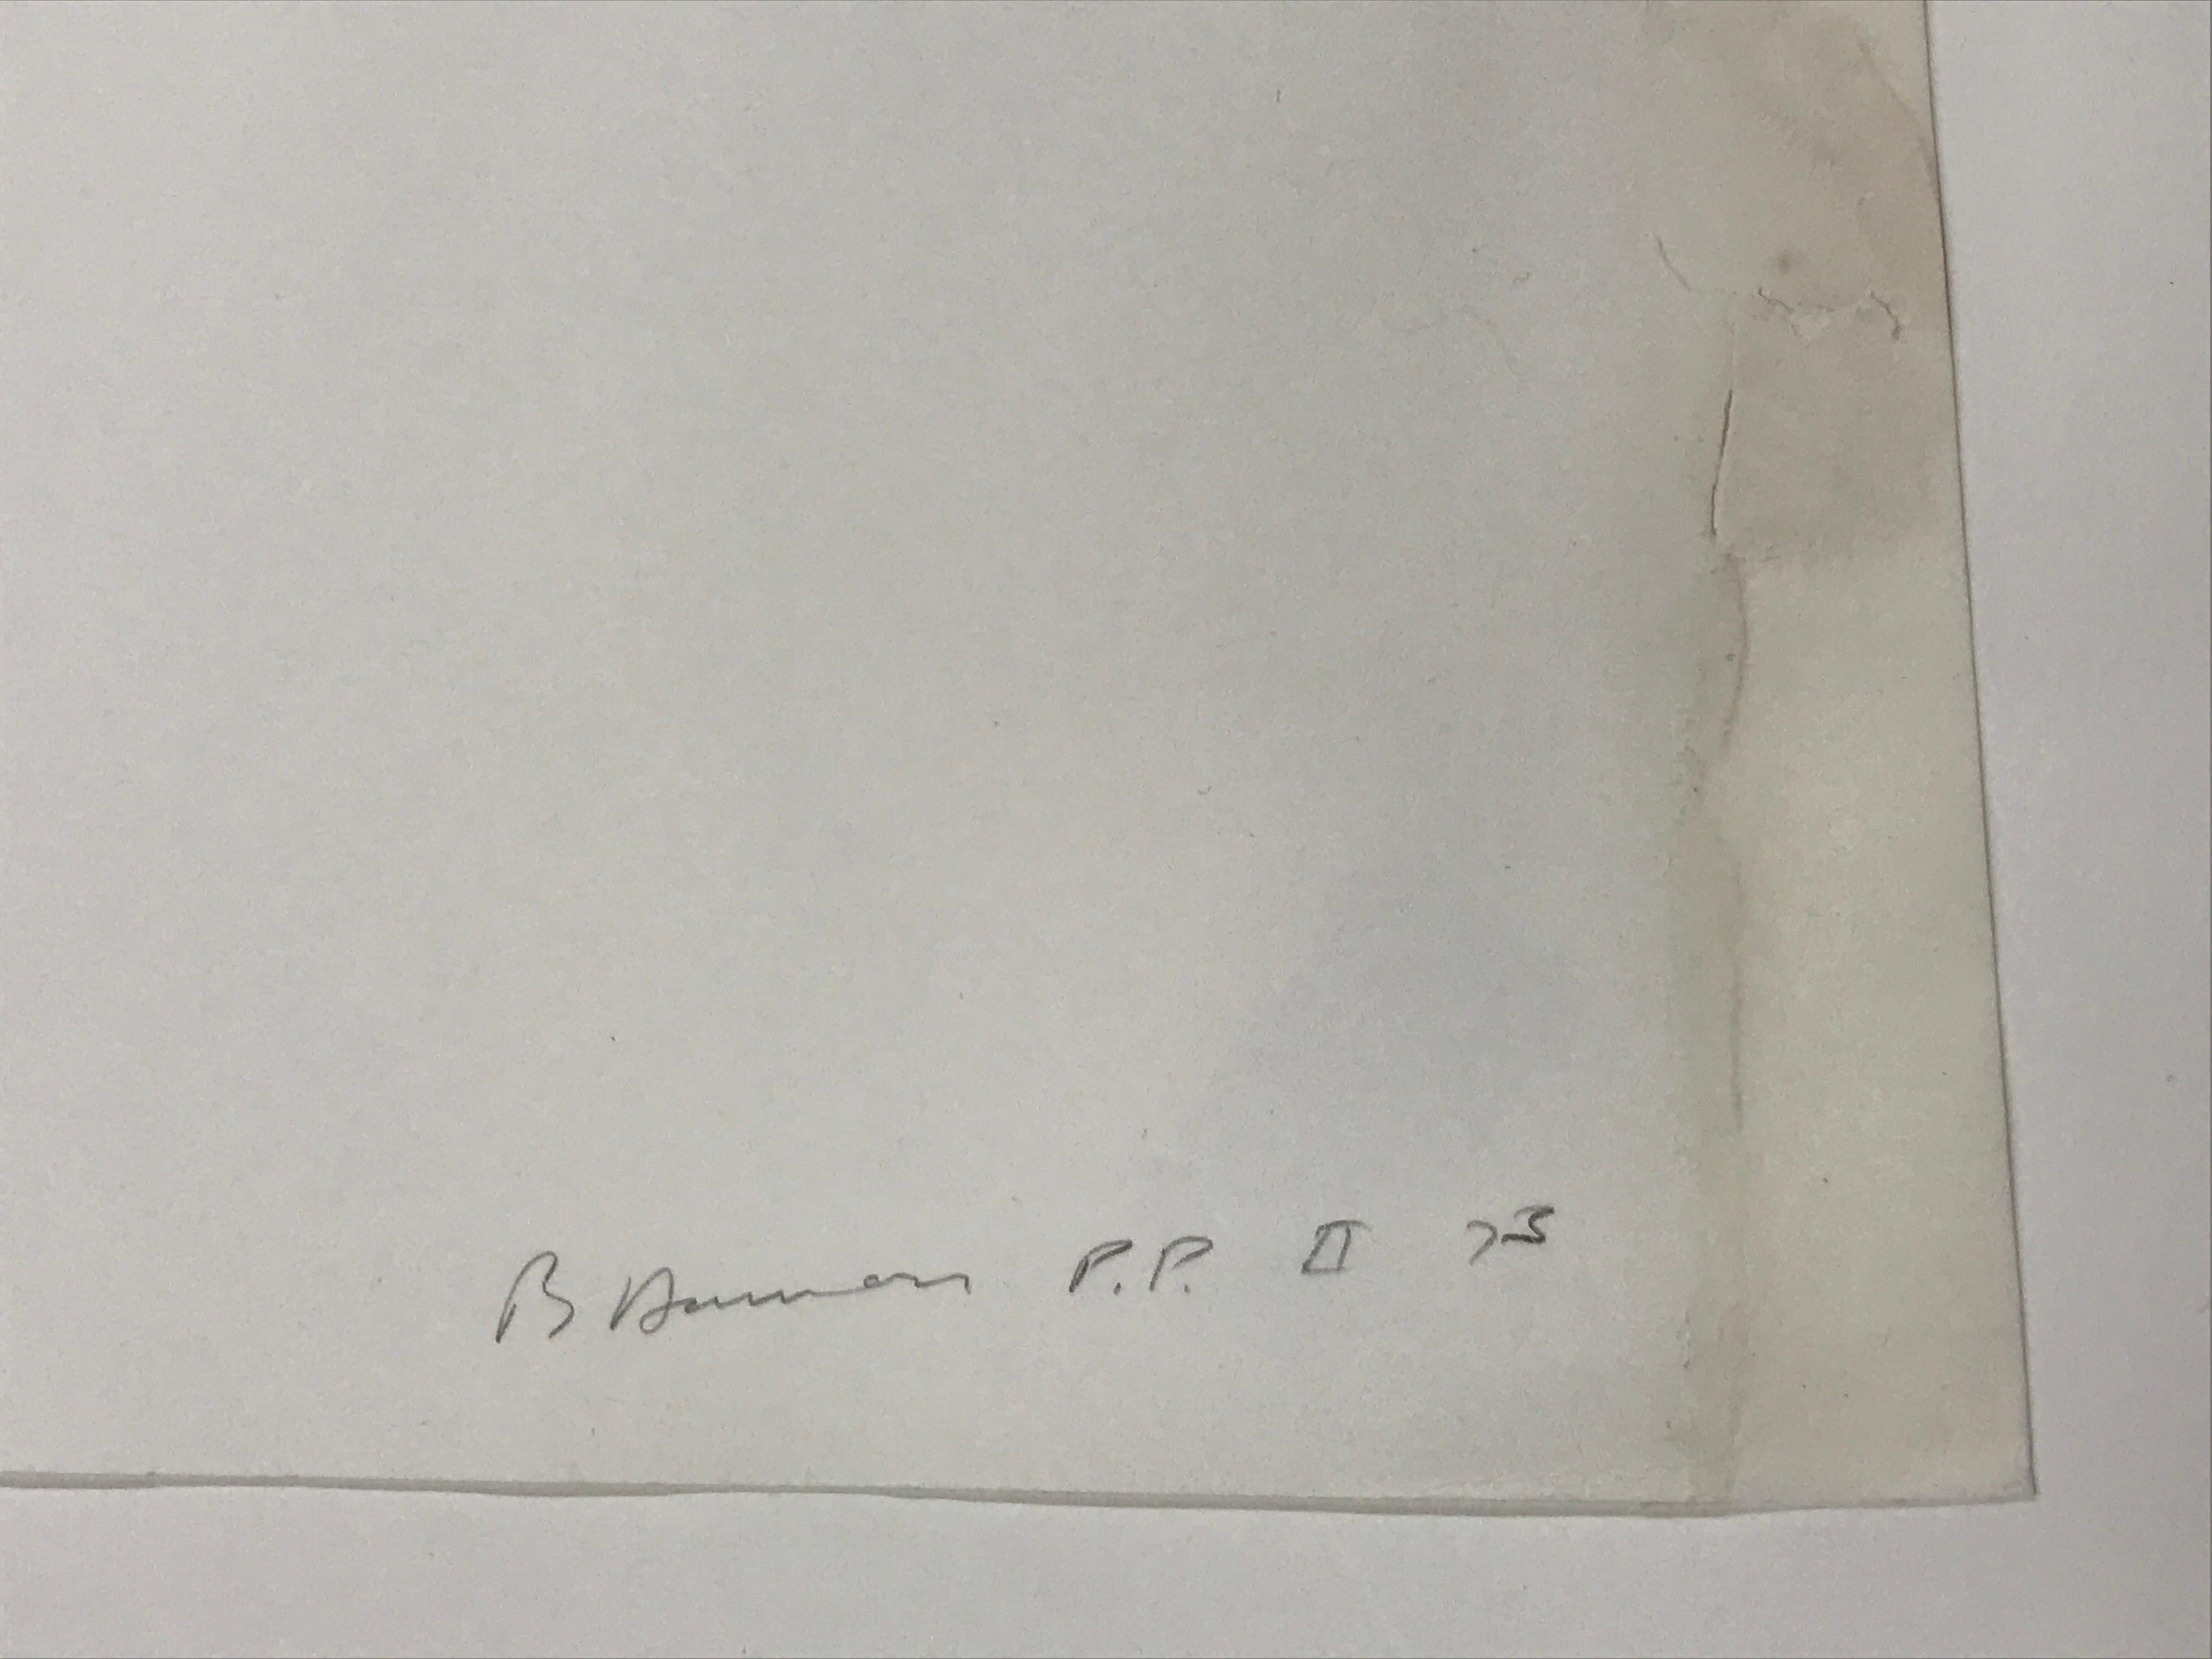 B Nauman P.P. II 73